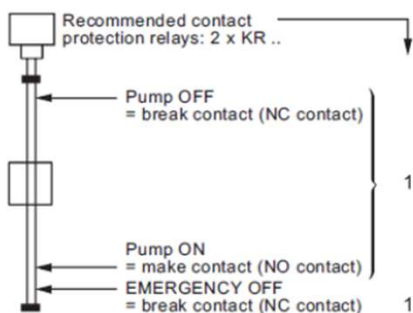 Recommended contact
protection relays: 2 x KR ..
Pump OFF
= break contact (NC contact)
1
Pump ON
= make contact (NO contact)
EMERGENCY OFF
= break contact (NC contact)
1